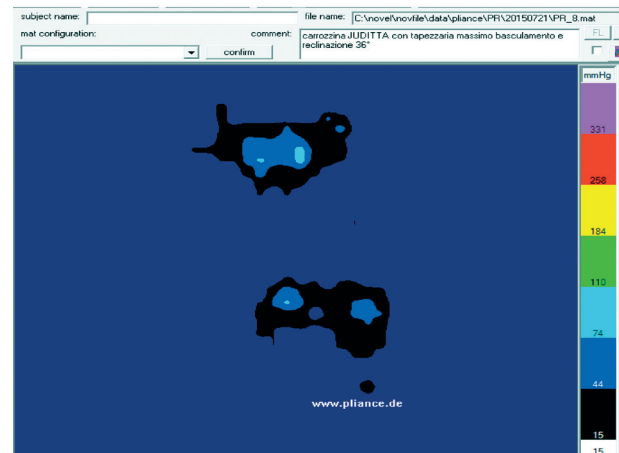 subject name:
file name: C:\novel\novfile\data\pliance\PR\20150721\PR_8.mat
mat configuration:
comment: carrozzina JUDITTA con tapezzaria massimo basculamento e
reclinazione 36°
FL
confirm
mmHg
331
258
184
110
74
44
15
15
www.pliance.de